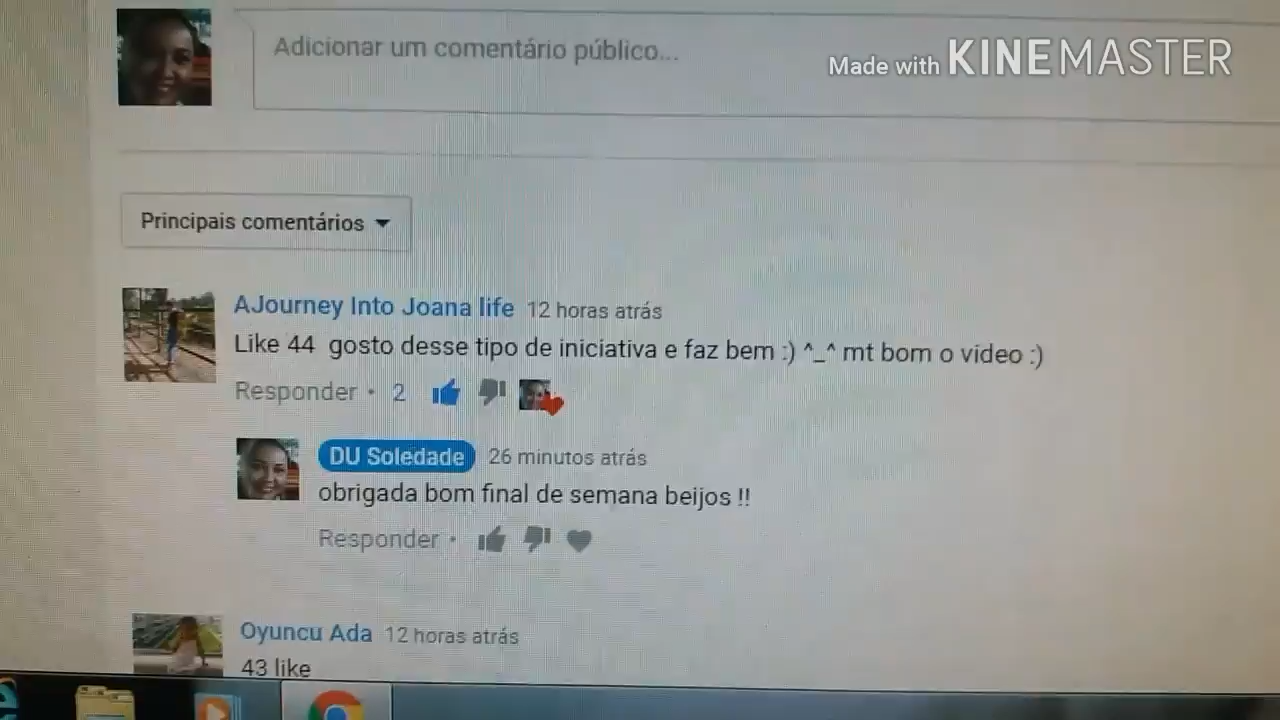 Adicionar um comentário público...
Made with KINEMASTER
Principais comentários
AJourney Into Joana life 12 horas atrás
Like 44 gosto desse tipo de iniciativa e faz bem :) ^_^ mt bom o video :)
Responder • 2
DU Soledade 26 minutos atrás
obrigada bom final de semana beijos !!
Responder •
Oyuncu Ada 12 horas atrás
43 like